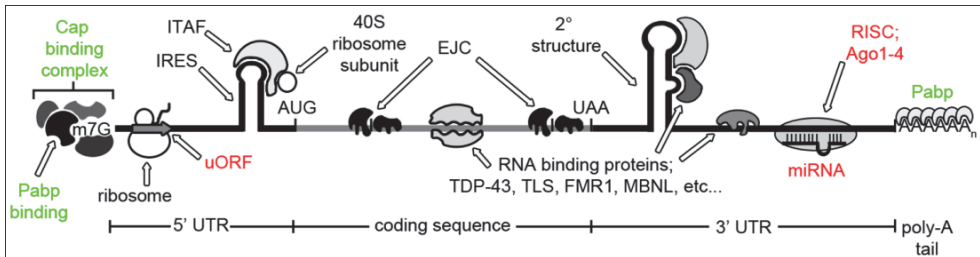 Cap
binding
complex
ITAF
IRES
40S
ribosome
subunit
EJC
2°
structure
RISC;
Ago1-4
Pabp
m7G
AUG
UAA
n
uORF
Pabp
binding
ribosome
RNA binding proteins;
TDP-43, TLS, FMR1, MBNL, etc...
miRNA
5' UTR
coding sequence
3' UTR
poly-A
tail